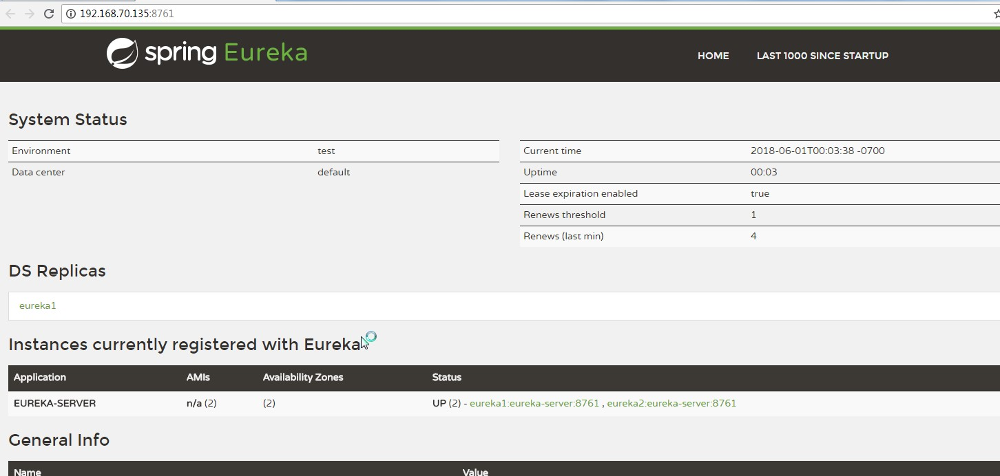 192.168.70.135:8761
spring Eureka
HOME LAST 1000 SINCE STARTUP
System Status
Environment test
Data center default
Current time 2018-06-01T00:03:38 -0700
Uptime 00:03
Lease expiration enabled true
Renews threshold 1
Renews (last min) 4
DS Replicas
eureka1
Instances currently registered with Eureka
Application AMIs Availability Zones Status
EUREKA-SERVER n/a (2) (2) UP (2) - eureka1:eureka-server:8761 , eureka2:eureka-server:8761
General Info
Name Value